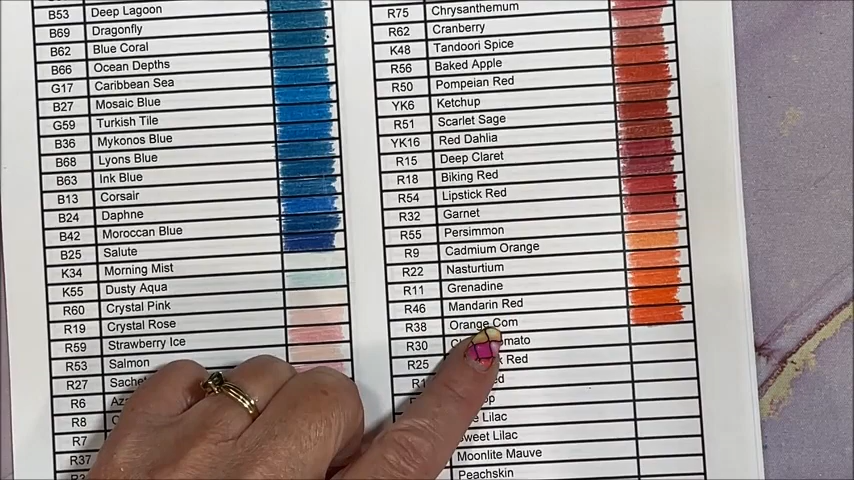 B53 Deep Lagoon
B69 Dragonfly
B62 Blue Coral
B66 Ocean Depths
G17 Caribbean Sea
B27 Mosaic Blue
G59 Turkish Tile
B36 Mykonos Blue
B68 Lyons Blue
B63 Ink Blue
B13 Corsair
B24 Daphne
B42 Moroccan Blue
B25 Salute
K34 Morning Mist
K55 Dusty Aqua
R60 Crystal Pink
R19 Crystal Rose
R59 Strawberry Ice
R53 Salmon
R27 Sachet
R6
R8
R7
R37
R75 Chrysanthemum
R62 Cranberry
K48 Tandoori Spice
R56 Baked Apple
R50 Pompeian Red
YK6 Ketchup
R51 Scarlet Sage
YK16 Red Dahlia
R15 Deep Claret
R18 Biking Red
R54 Lipstick Red
R32 Garnet
R55 Persimmon
R9 Cadmium Orange
R22 Nasturtium
R11 Grenadine
R46 Mandarin Red
R38 Orange Com
R30
R25 Red
Lilac
Sweet Lilac
Moonlite Mauve
Peachskin